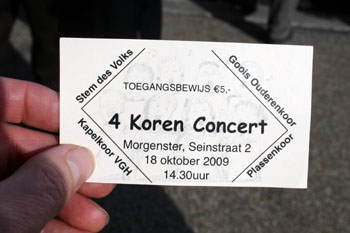 Stem des Volks
Goois Ouderenkoor
TOEGANGSBEWIJS €5,-
4 Koren Concert
Morgenster, Seinstraat 2
18 oktober 2009
14.30uur
Kapelkoor VGH
Plassenkoor